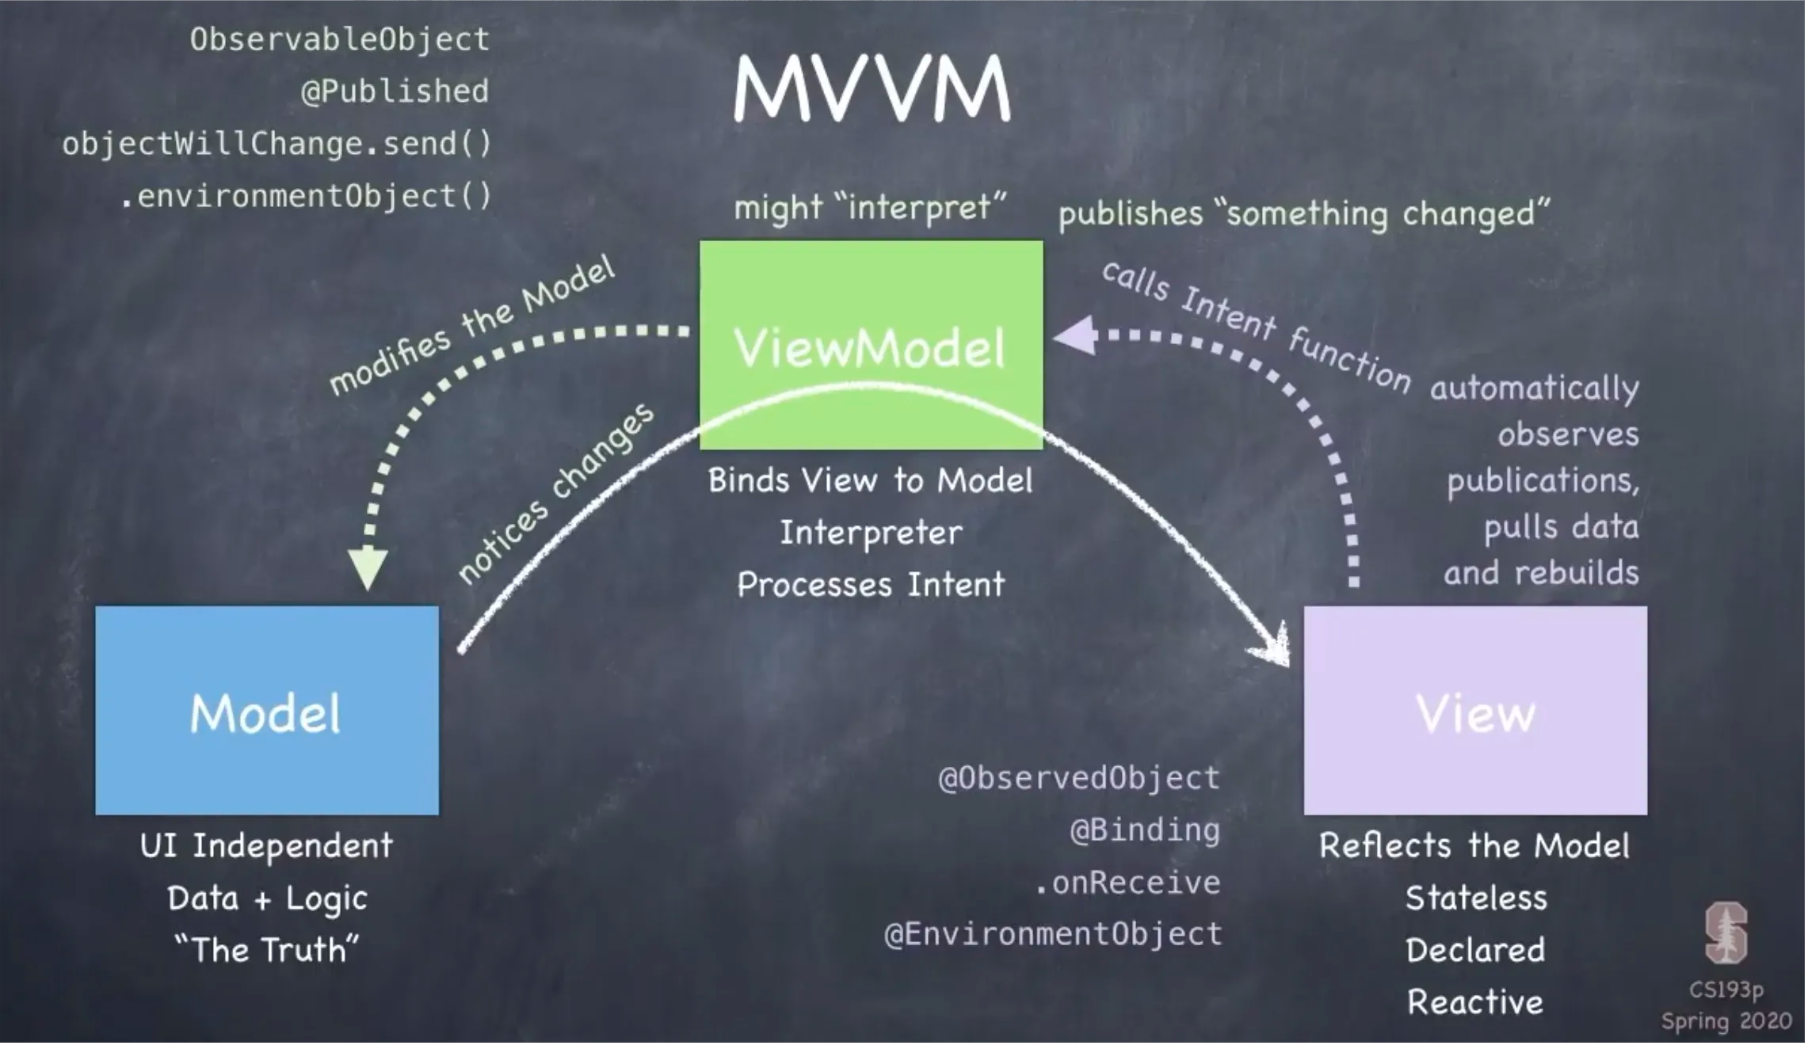 ObservableObject
@Published
objectWillChange.send()
.environmentObject()
MVVM
might “interpret”
publishes “something changed”
modifies the Model
notices changes
ViewModel
calls Intent function
automatically
observes
publications,
pulls data
and rebuilds
Binds View to Model
Interpreter
Processes Intent
Model
UI Independent
Data + Logic
“The Truth”
View
@ObservedObject
@Binding
.onReceive
@EnvironmentObject
Reflects the Model
Stateless
Declared
Reactive
S
CS193p
Spring 2020